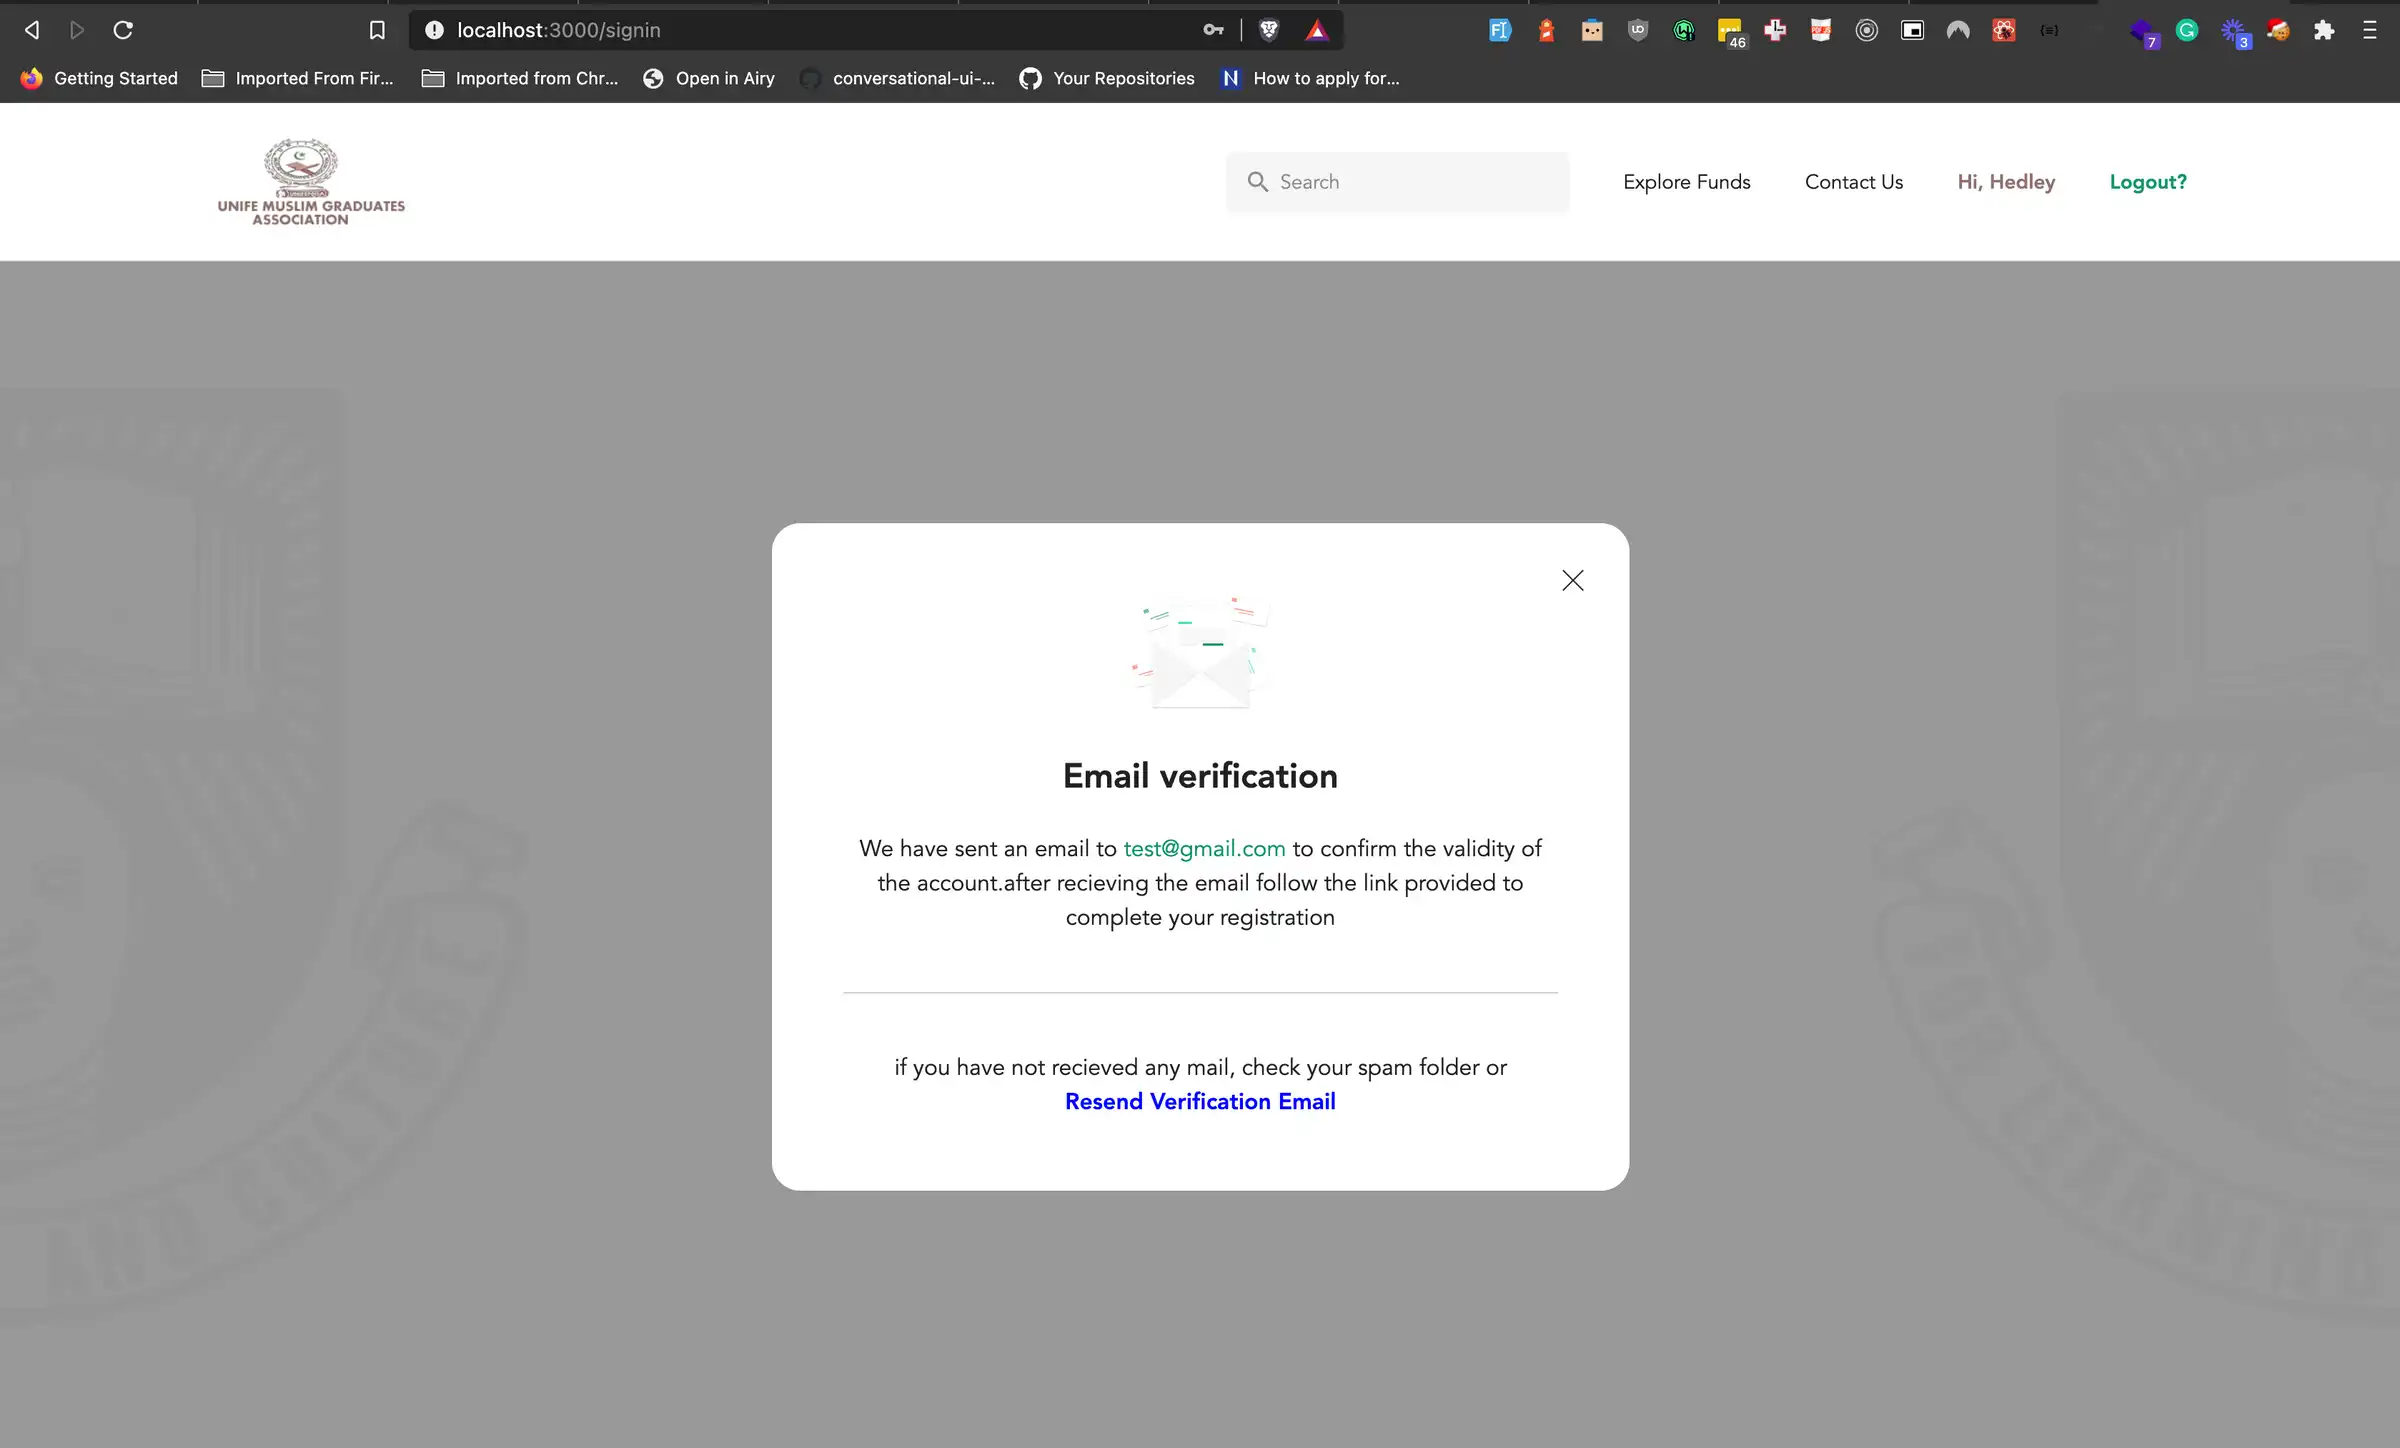 localhost:3000/signin
46
7
3
Getting Started
Imported From Fir...
Imported from Chr...
Open in Airy
conversational-ui-...
Your Repositories
N How to apply for...
UNIFE MUSLIM GRADUATES
ASSOCIATION
Search
Explore Funds
Contact Us
Hi, Hedley
Logout?
Email verification
We have sent an email to test@gmail.com to confirm the validity of
the account.after recieving the email follow the link provided to
complete your registration
if you have not recieved any mail, check your spam folder or
Resend Verification Email
AND CULTURE
FOR LEARNING